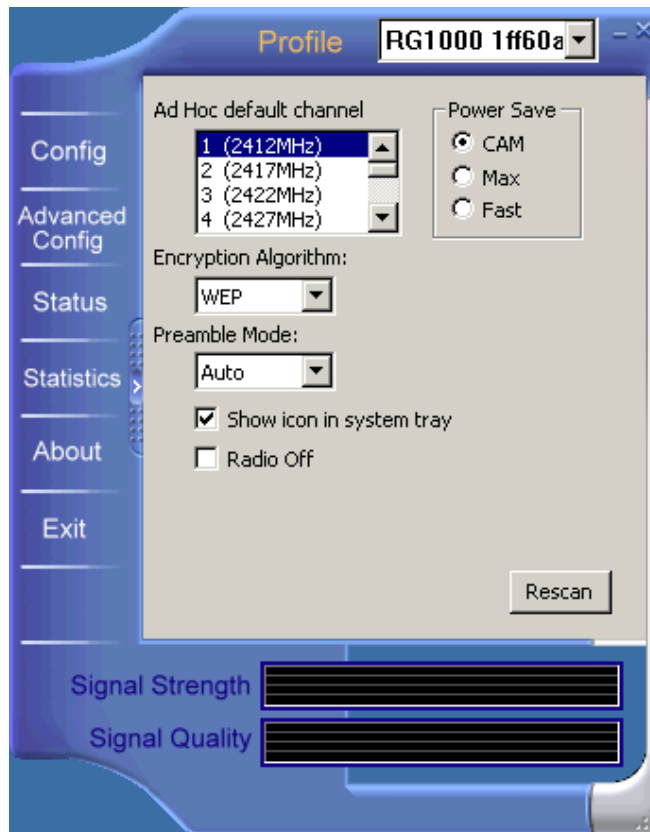 Profile
RG1000 1ff60a
Config
Advanced
Config
Status
Statistics
About
Exit
Ad Hoc default channel
1 (2412MHz)
2 (2417MHz)
3 (2422MHz)
4 (2427MHz)
Power Save
CAM
Max
Fast
Encryption Algorithm:
WEP
Preamble Mode:
Auto
Show icon in system tray
Radio Off
Rescan
Signal Strength
Signal Quality